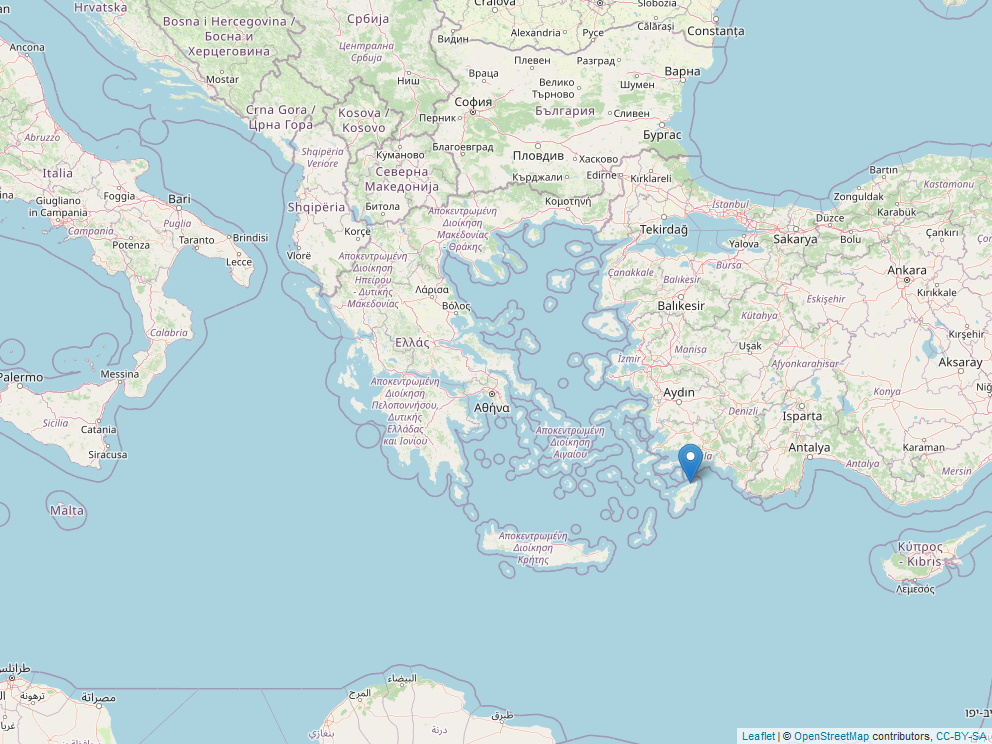 Hrvatska
Bosna i Hercegovina /
Босна и
Херцеговина
Србија
Craiova
Slobozia
Călărași
Constanța
Видин
Alexandria
Русе
Ancona
Mostar
Централна
Србија
Ниш
Враца
Плевен
Разград
Варна
Велико
Търново
Шумен
София
България
Сливен
Crna Gora /
Црна Гора
Kosova /
Kosovo
Перник
Бургас
Abruzzo
Italia
Shqipëria
Veriore
Куманово
Благоевград
Пловдив
Хасково
Северна
Македонија
Кърджали
Edirne
Kırklareli
Bartın
Kastamonu
Foggia
Giugliano
in Campania
Bari
Shqipëria
Битола
Αποκεντρωμένη
Διοίκηση
Μακεδονίας
- Θράκης
Κομοτηνή
Tekirdağ
İstanbul
Zonguldak
Karabük
Düzce
Campania
Puglia
Potenza
Taranto
Brindisi
Lecce
Korçë
Vlorë
Yalova
Sakarya
Bolu
Çankırı
Αποκεντρωμένη
Διοίκηση
Ηπείρου
- Δυτικής
Μακεδονίας
Λάρισα
Βόλος
Çanakkale
Balıkesir
Bursa
Ankara
Kırıkkale
Balıkesir
Kütahya
Eskişehir
Calabria
Ελλάς
Kırşehir
İzmir
Manisa
Uşak
Afyonkarahisar
Aksaray
Palermo
Messina
Αποκεντρωμένη
Διοίκηση
Πελοποννήσου,
Δυτικής
Ελλάδας
και Ιονίου
Αθήνα
Aydın
Denizli
Isparta
Konya
Sicilia
Catania
Siracusa
Αποκεντρωμένη
Διοίκηση
Αιγαίου
Antalya
Antalya
Karaman
Mersin
Malta
Αποκεντρωμένη
Διοίκηση
Κρήτης
Κύπρος
- Kıbrıs
Λεμεσός
طرابلس
ترهونة
مصراتة
البيضاء
المرج
طبرق
درنة
بنغازي
Leaflet | © OpenStreetMap contributors, CC-BY-SA